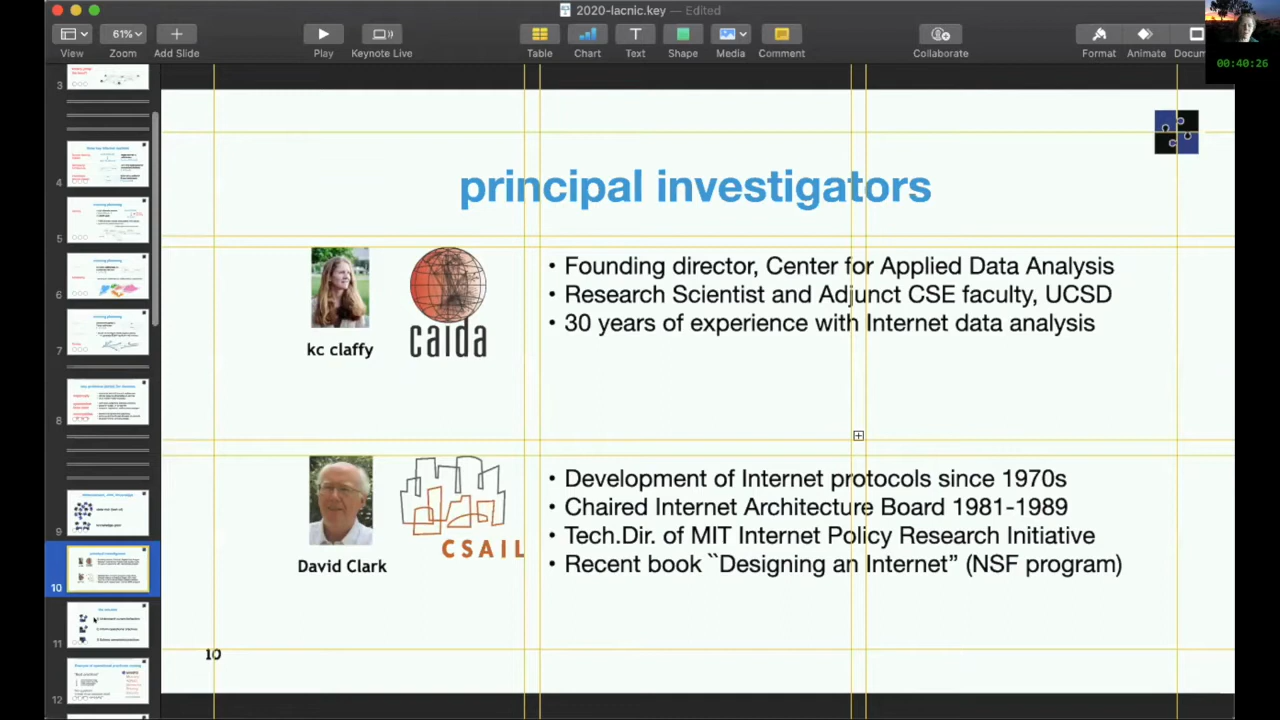 2020-lacnic.key — Edited
61%
View
Zoom
Add Slide
Play
Keynote Live
Table
Chart
Text
Shape
Media
Comment
Collaborate
Format
Animate
Docum
00:40:26
3
4
5
6
7
8
9
10
11
12
principal investigators
kc claffy
caida
• Founding director, Center for Applied Data Analysis
• Research Scientist and Adjunct CSE faculty, UCSD
30 years of experience with Internet data analysis
David Clark
CSAIL
• Development of Internet protocols since 1970s
• Chaired Internet Architecture Board 1981-1989
• Tech.Dir. of MIT Internet Policy Research Initiative
• Recent book ``Designing an Internet” (NSF program)
10